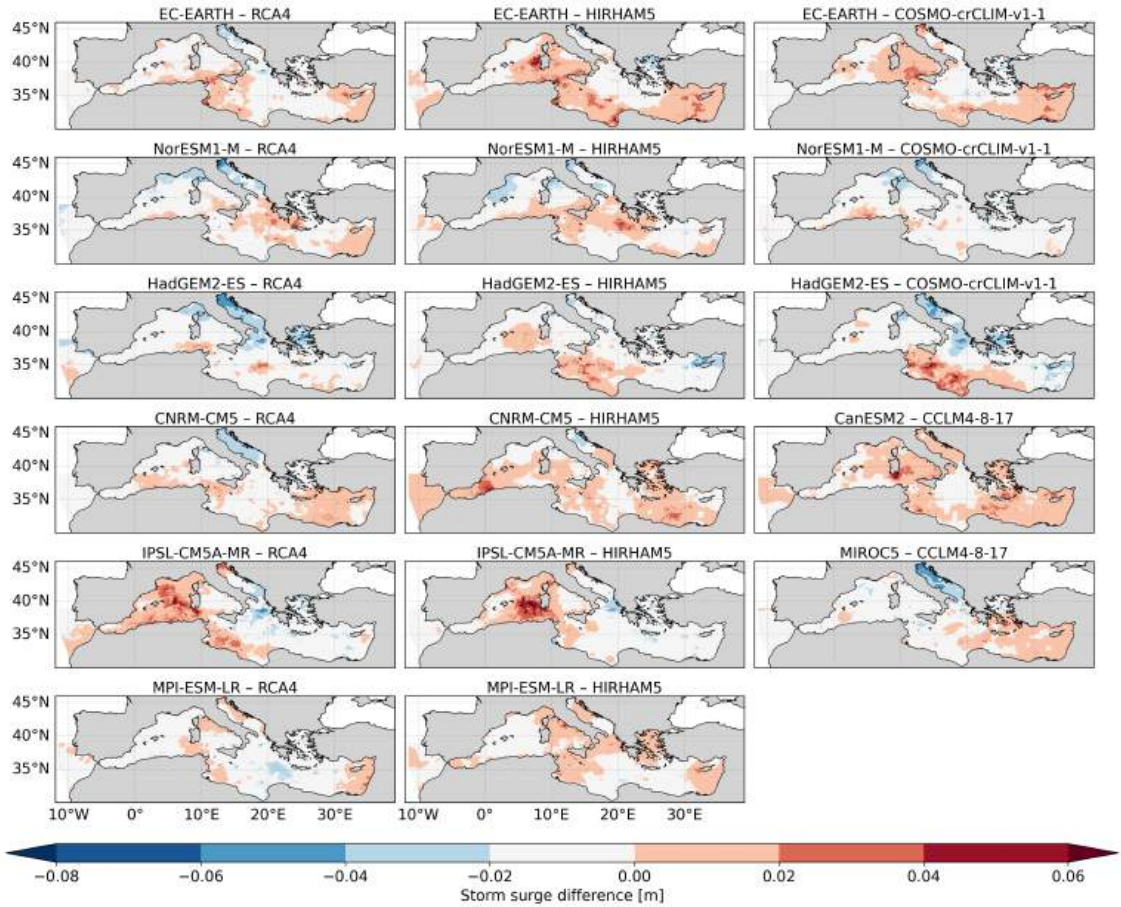 EC-EARTH – RCA4
EC-EARTH – HIRHAM5
EC-EARTH – COSMO-crCLIM-v1-1
45°N
40°N
35°N
NorESM1-M – RCA4
NorESM1-M – HIRHAM5
NorESM1-M – COSMO-crCLIM-v1-1
45°N
40°N
35°N
HadGEM2-ES – RCA4
HadGEM2-ES – HIRHAM5
HadGEM2-ES – COSMO-crCLIM-v1-1
45°N
40°N
35°N
CNRM-CM5 – RCA4
CNRM-CM5 – HIRHAM5
CanESM2 – CCLM4-8-17
45°N
40°N
35°N
IPSL-CM5A-MR – RCA4
IPSL-CM5A-MR – HIRHAM5
MIROC5 – CCLM4-8-17
45°N
40°N
35°N
MPI-ESM-LR – RCA4
MPI-ESM-LR – HIRHAM5
45°N
40°N
35°N
10°W 0° 10°E 20°E 30°E
10°W 0° 10°E 20°E 30°E
−0.08 −0.06 −0.04 −0.02 0.00 0.02 0.04 0.06
Storm surge difference [m]